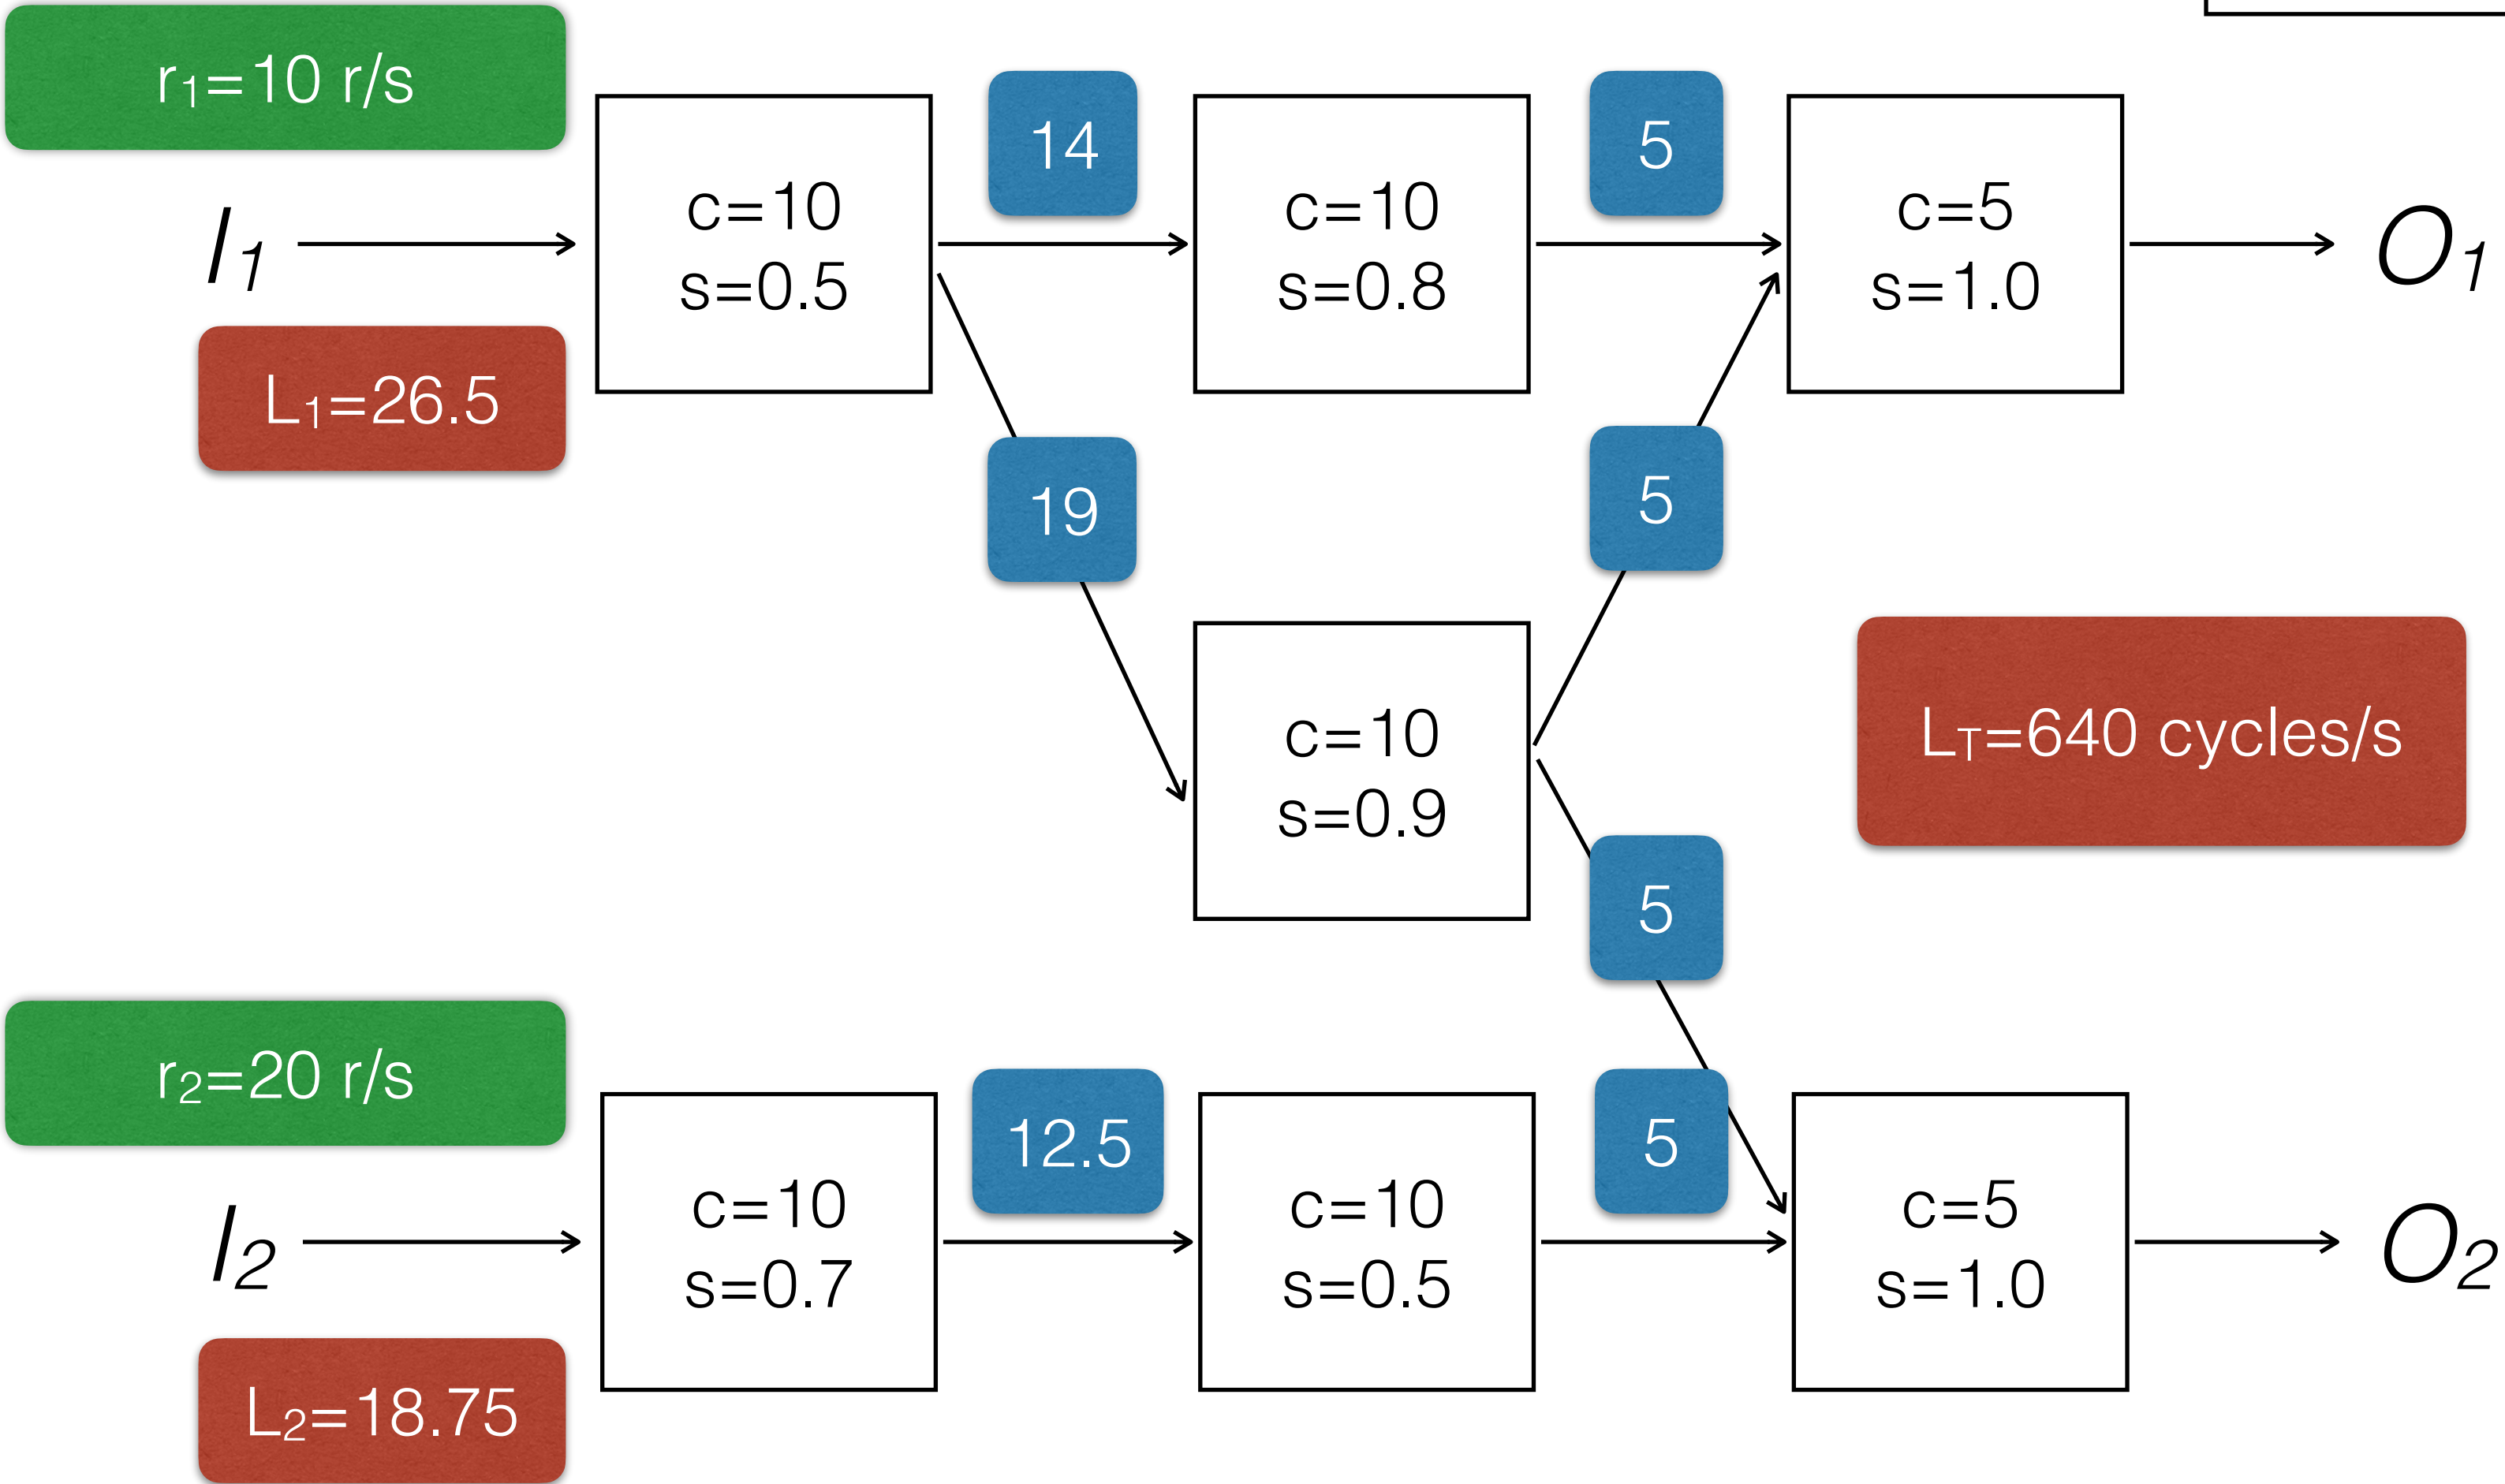 r₁=10 r/s
14
5
c=10
s=0.5
c=10
s=0.8
c=5
s=1.0
I₁
O₁
L₁=26.5
19
5
c=10
s=0.9
L_T=640 cycles/s
5
r₂=20 r/s
12.5
5
c=10
s=0.7
c=10
s=0.5
c=5
s=1.0
I₂
O₂
L₂=18.75